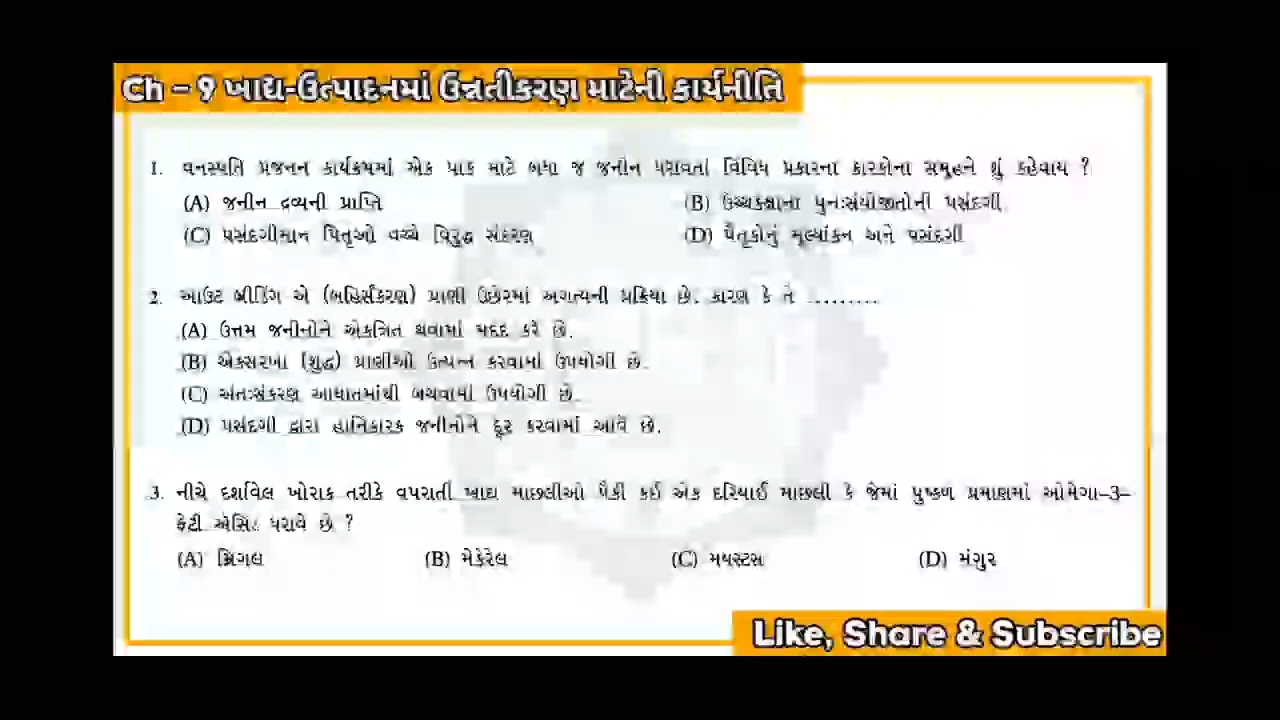 Ch – 9 ખાદ્ય-ઉત્પાદનમાં ઉન્નતીકરણ માટેની કાર્યનીતિ
1. વનસ્પતિ પ્રજનન કાર્યક્રમમાં એક પાક માટે બધા જ જનીન ધરાવતાં વિવિધ પ્રકારના કારકોના સમૂહને શું કહેવાય ?
(A) જનીન દ્રવ્યની પ્રાપ્તિ (B) ઉચ્ચકક્ષાના પુનઃસંયોજીતોની પસંદગી
(C) પસંદગીમાન પિતૃઓ વચ્ચે વિરુદ્ધ સંકરણ (D) પૈતૃકોનું મૂલ્યાંકન અને પસંદગી
2. આઉટ બ્રીડિંગ એ (બહિર્સંકરણ) પ્રાણી ઉછેરમાં અગત્યની પ્રક્રિયા છે. કારણ કે તે .........
(A) ઉત્તમ જનીનોને એકત્રિત થવામાં મદદ કરે છે.
(B) એકસરખા (શુદ્ધ) પ્રાણીઓ ઉત્પન્ન કરવામાં ઉપયોગી છે.
(C) અંતઃસંકરણ આઘાતમાંથી બચવામાં ઉપયોગી છે.
(D) પસંદગી દ્વારા હાનિકારક જનીનોને દૂર કરવામાં આવે છે.
3. નીચે દર્શાવેલ ખોરાક તરીકે વપરાતી ખાદ્ય માછલીઓ પૈકી કઈ એક દરિયાઈ માછલી કે જેમાં પુષ્કળ પ્રમાણમાં ઓમેગા–3–
ફેટી ઍસિડ ધરાવે છે ?
(A) મ્રિગલ (B) મેકેરેલ (C) મયસ્ટસ (D) મંગુર
Like, Share & Subscribe